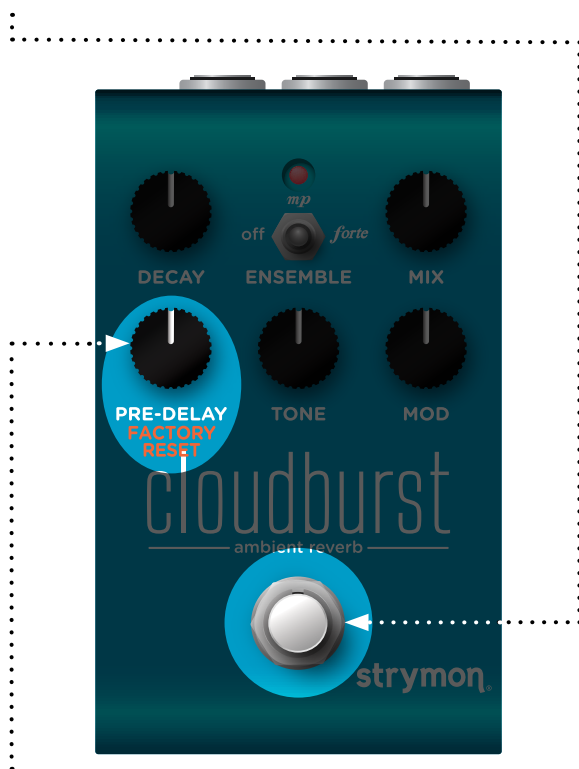 mp
off forte
DECAY ENSEMBLE MIX
PRE-DELAY TONE MOD
FACTORY
RESET
cloudburst
ambient reverb
strymon®